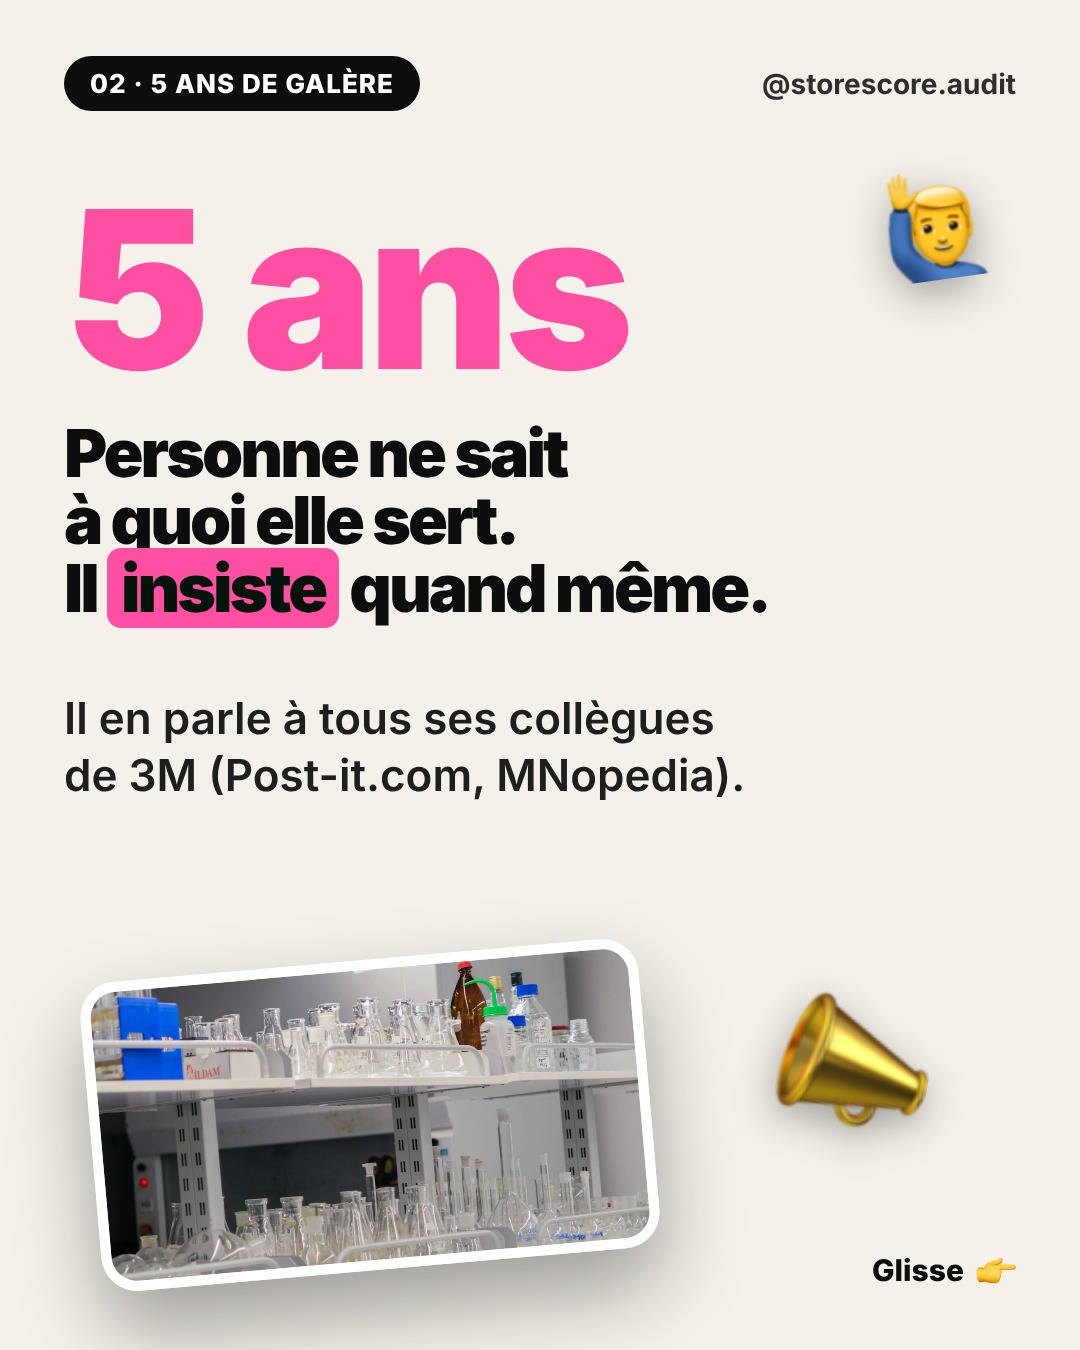 02 · 5 ANS DE GALÈRE
@storescore.audit
5 ans
Personne ne sait
à quoi elle sert.
Il insiste quand même.
Il en parle à tous ses collègues
de 3M (Post-it.com, MNopedia).
Glisse 👉